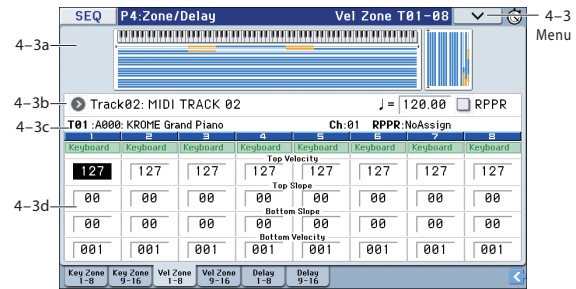 SEQ P4:Zone/Delay Vel Zone T01-08
4-3
Menu
4-3a
4-3b
Track02: MIDI TRACK 02 ♩= 120.00 RPPR
4-3c
T01:A000: KROME Grand Piano Ch:01 RPPR:NoAssign
1 2 3 4 5 6 7 8
Keyboard Keyboard Keyboard Keyboard Keyboard Keyboard Keyboard Keyboard
Top Velocity
127 127 127 127 127 127 127 127
Top Slope
4-3d
00 00 00 00 00 00 00 00
Bottom Slope
00 00 00 00 00 00 00 00
Bottom Velocity
001 001 001 001 001 001 001 001
Key Zone 1-8 Key Zone 9-16 Vel Zone 1-8 Vel Zone 9-16 Delay 1-8 Delay 9-16